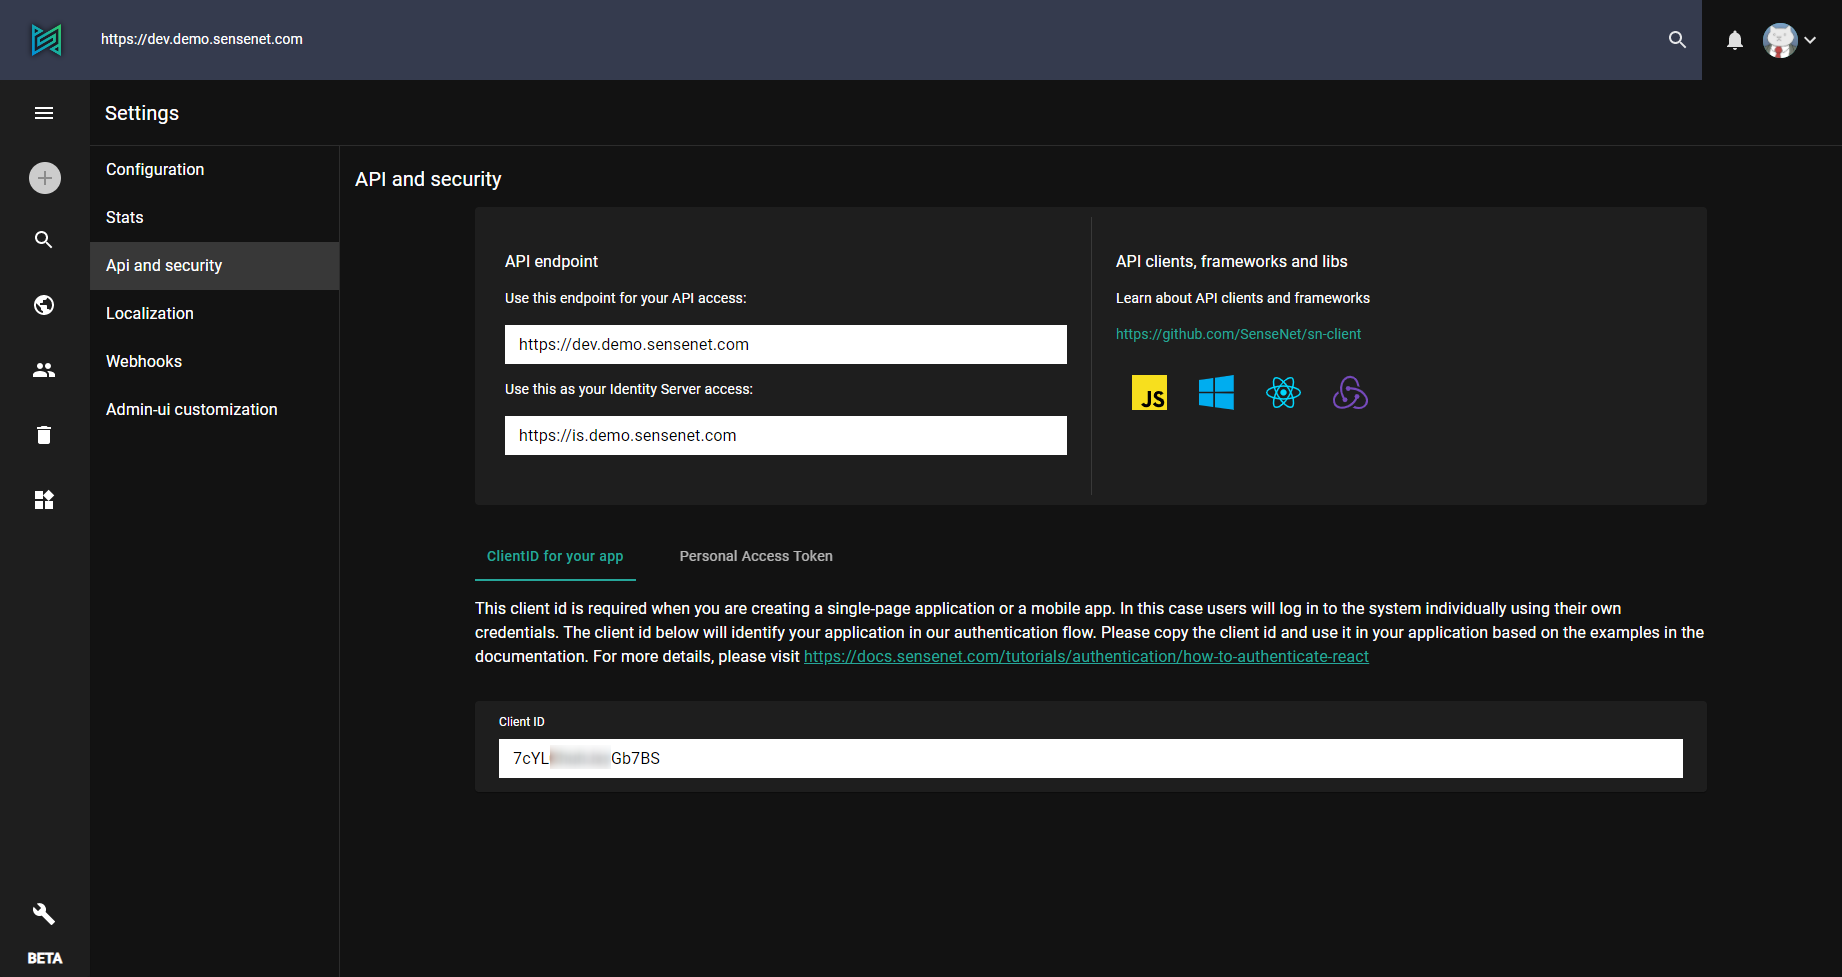 https://dev.demo.sensenet.com
Settings
Configuration
Stats
Api and security
Localization
Webhooks
Admin-ui customization
BETA
API and security
API endpoint
Use this endpoint for your API access:
https://dev.demo.sensenet.com
Use this as your Identity Server access:
https://is.demo.sensenet.com
API clients, frameworks and libs
Learn about API clients and frameworks
https://github.com/SenseNet/sn-client
JS
ClientID for your app
Personal Access Token
This client id is required when you are creating a single-page application or a mobile app. In this case users will log in to the system individually using their own
credentials. The client id below will identify your application in our authentication flow. Please copy the client id and use it in your application based on the examples in the
documentation. For more details, please visit https://docs.sensenet.com/tutorials/authentication/how-to-authenticate-react
Client ID
7cYL Gb7BS